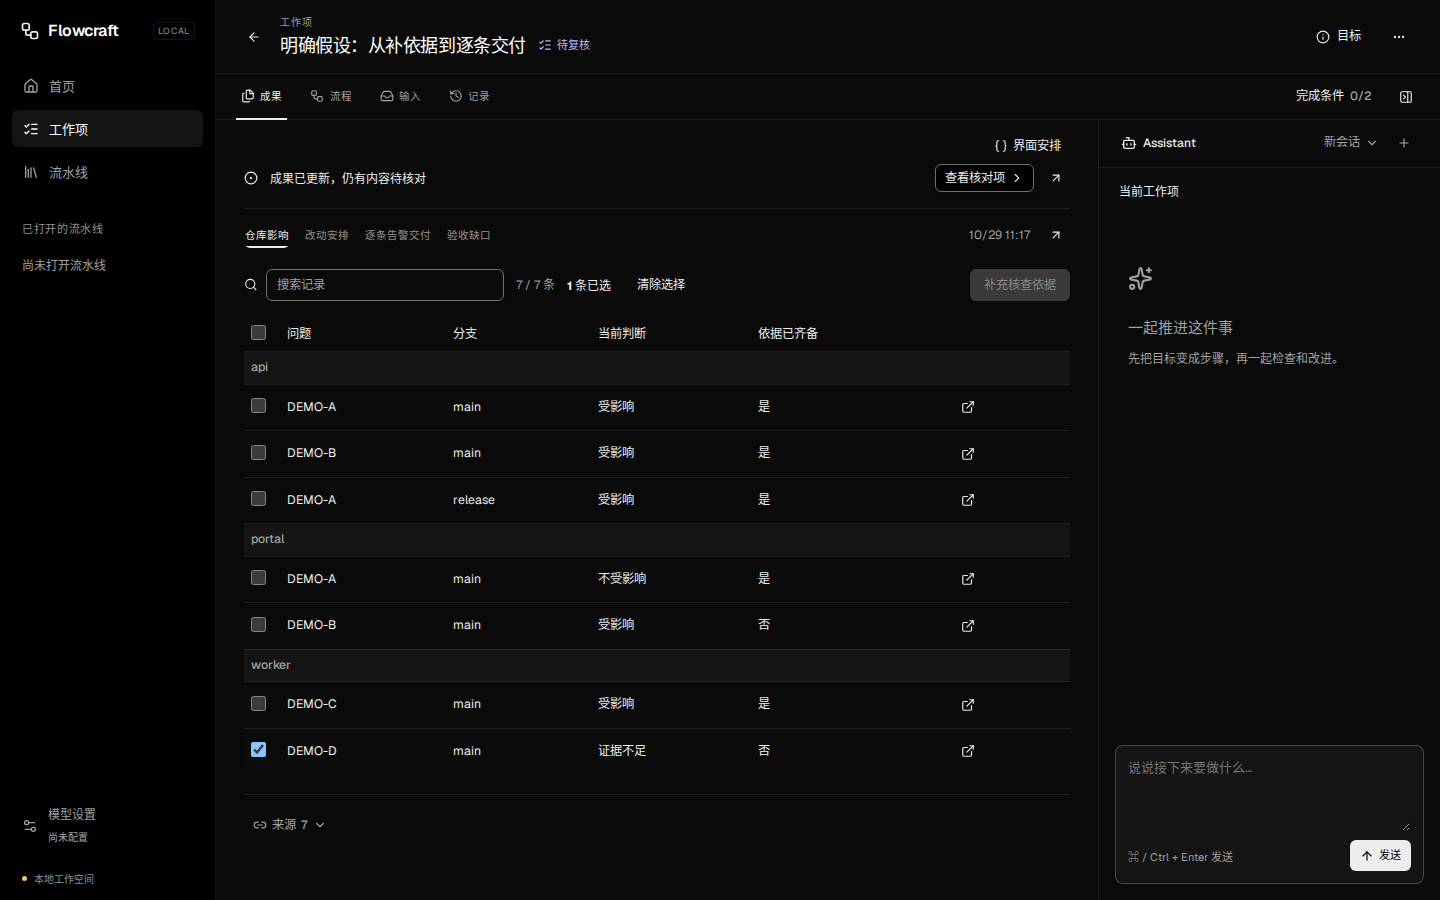 Flowcraft LOCAL
首页
工作项
流水线
已打开的流水线
尚未打开流水线
模型设置
尚未配置
本地工作空间
工作项
明确假设：从补依据到逐条交付 待复核
目标
成果 流程 输入 记录
完成条件 0/2
{ } 界面安排
成果已更新，仍有内容待核对
查看核对项
仓库影响 改动安排 逐条告警交付 验收缺口
10/29 11:17
搜索记录 7 / 7 条 1 条已选 清除选择 补充核查依据
问题 分支 当前判断 依据已齐备
api
DEMO-A main 受影响 是
DEMO-B main 受影响 是
DEMO-A release 受影响 是
portal
DEMO-A main 不受影响 是
DEMO-B main 受影响 否
worker
DEMO-C main 受影响 是
DEMO-D main 证据不足 否
来源 7
Assistant 新会话
当前工作项
一起推进这件事
先把目标变成步骤，再一起检查和改进。
说说接下来要做什么...
⌘ / Ctrl + Enter 发送
发送